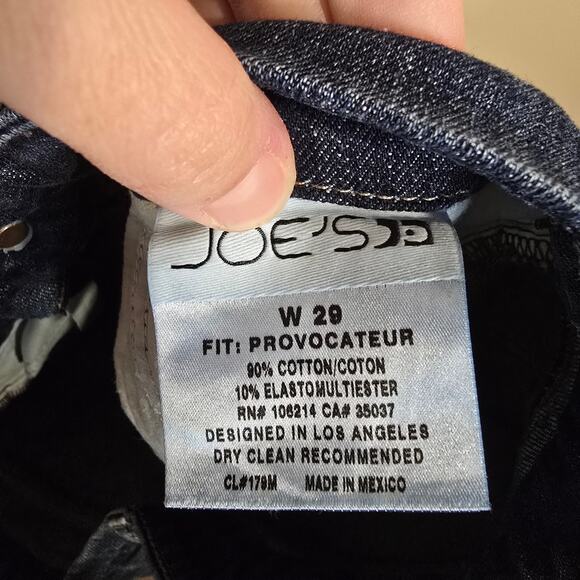 JOE'S
W 29
FIT: PROVOCATEUR
90% COTTON/COTON
10% ELASTOMULTIESTER
RN# 106214 CA# 35037
DESIGNED IN LOS ANGELES
DRY CLEAN RECOMMENDED
CL#179M MADE IN MEXICO